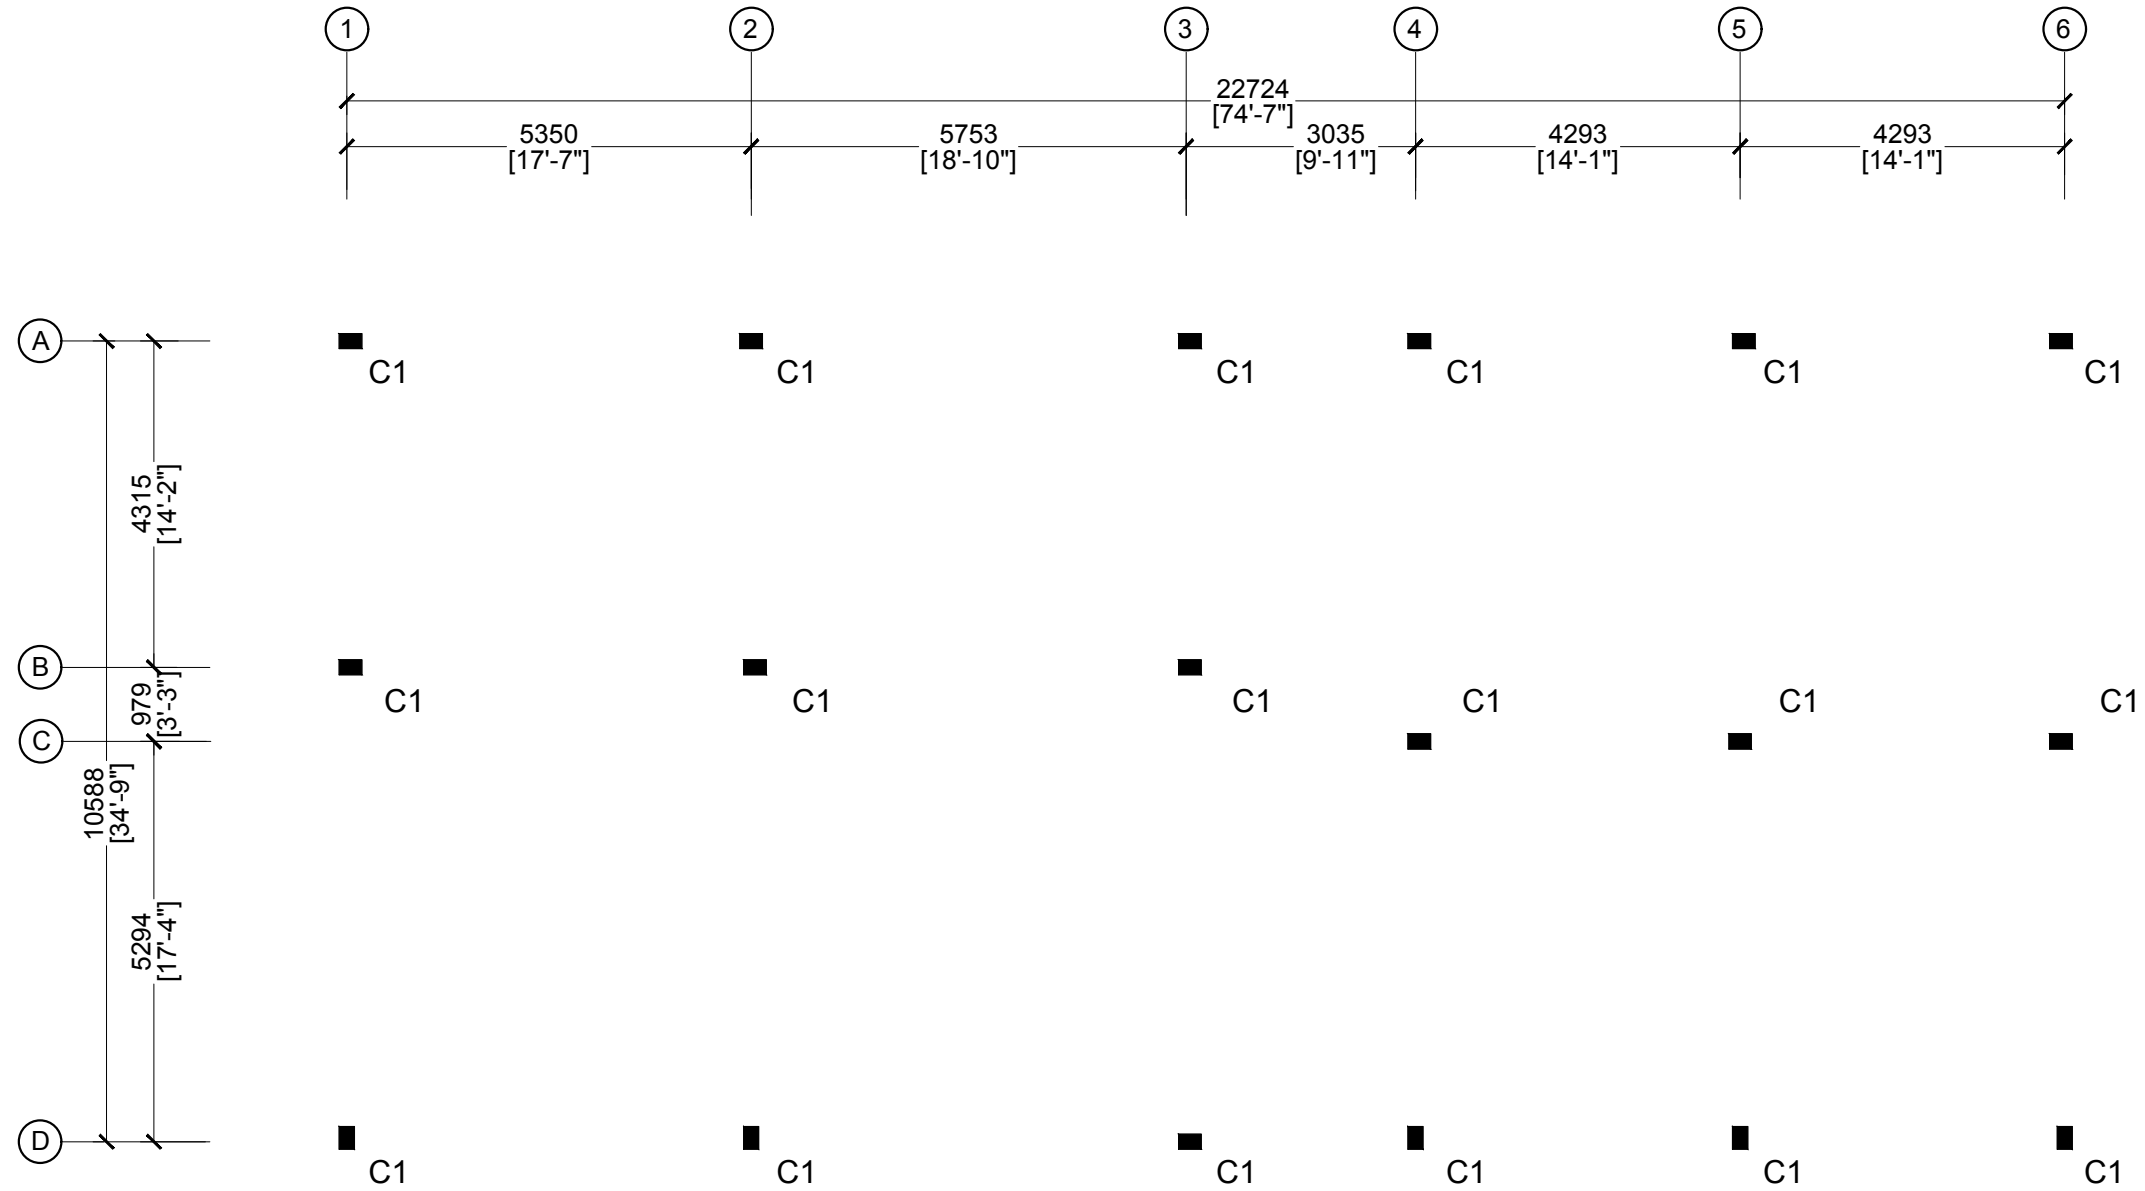 1 2 3 4 5 6
22724
[74'-7"]
5350 5753 3035 4293 4293
[17'-7"] [18'-10"] [9'-11"] [14'-1"] [14'-1"]
A
C1 C1 C1 C1 C1 C1
4315
[14'-2"]
B
C1 C1 C1 C1 C1 C1
979
[3'-3"]
C
10588
[34'-9"]
5294
[17'-4"]
D
C1 C1 C1 C1 C1 C1